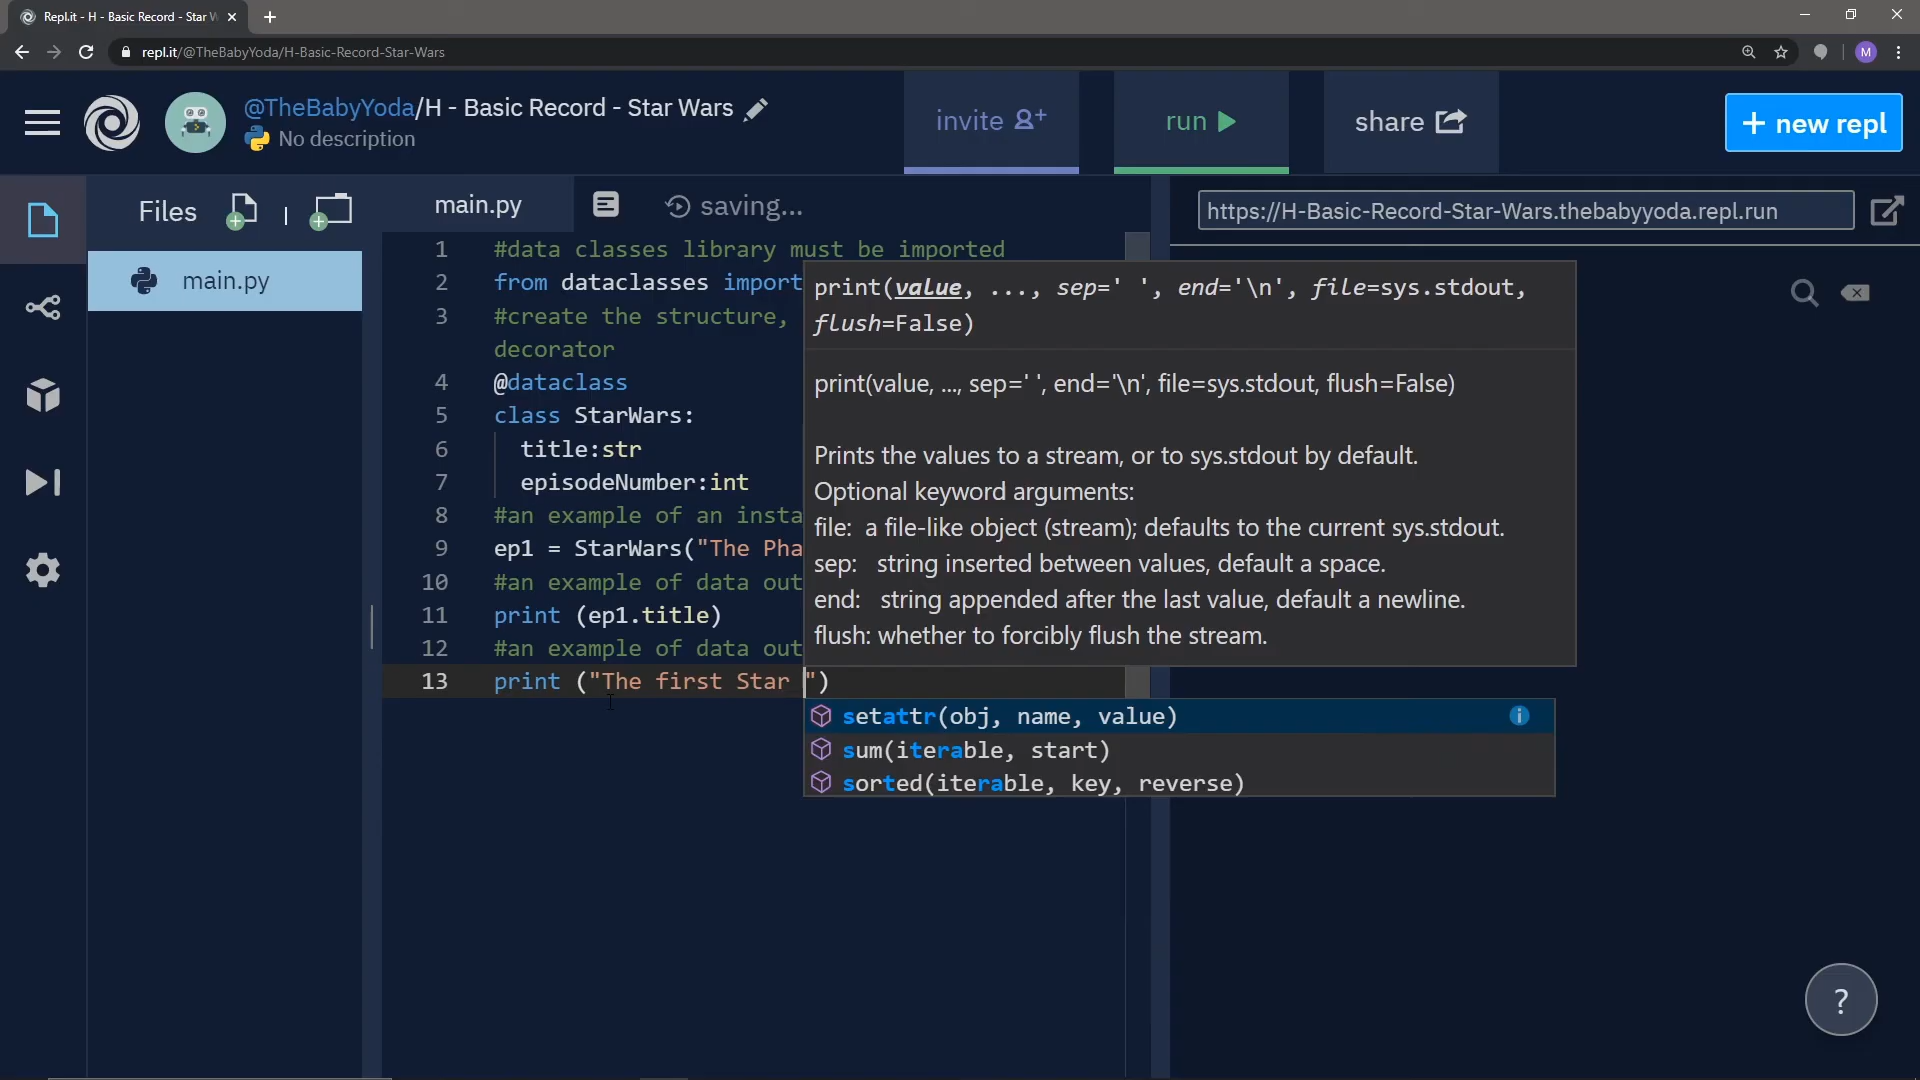 Repl.it - H - Basic Record - Star W
repl.it/@TheBabyYoda/H-Basic-Record-Star-Wars
M
@TheBabyYoda/H - Basic Record - Star Wars
No description
invite
run
share
+ new repl
Files
main.py
saving...
https://H-Basic-Record-Star-Wars.thebabyyoda.repl.run
main.py
1 #data classes library must be imported
2 from dataclasses import
3 #create the structure,
decorator
4 @dataclass
5 class StarWars:
6 title:str
7 episodeNumber:int
8 #an example of an insta
9 ep1 = StarWars("The Pha
10 #an example of data out
11 print (ep1.title)
12 #an example of data out
13 print ("The first Star ")
print(value, ..., sep=' ', end='\n', file=sys.stdout,
flush=False)
print(value, ..., sep=' ', end='\n', file=sys.stdout, flush=False)
Prints the values to a stream, or to sys.stdout by default.
Optional keyword arguments:
file: a file-like object (stream); defaults to the current sys.stdout.
sep: string inserted between values, default a space.
end: string appended after the last value, default a newline.
flush: whether to forcibly flush the stream.
setattr(obj, name, value)
sum(iterable, start)
sorted(iterable, key, reverse)
?